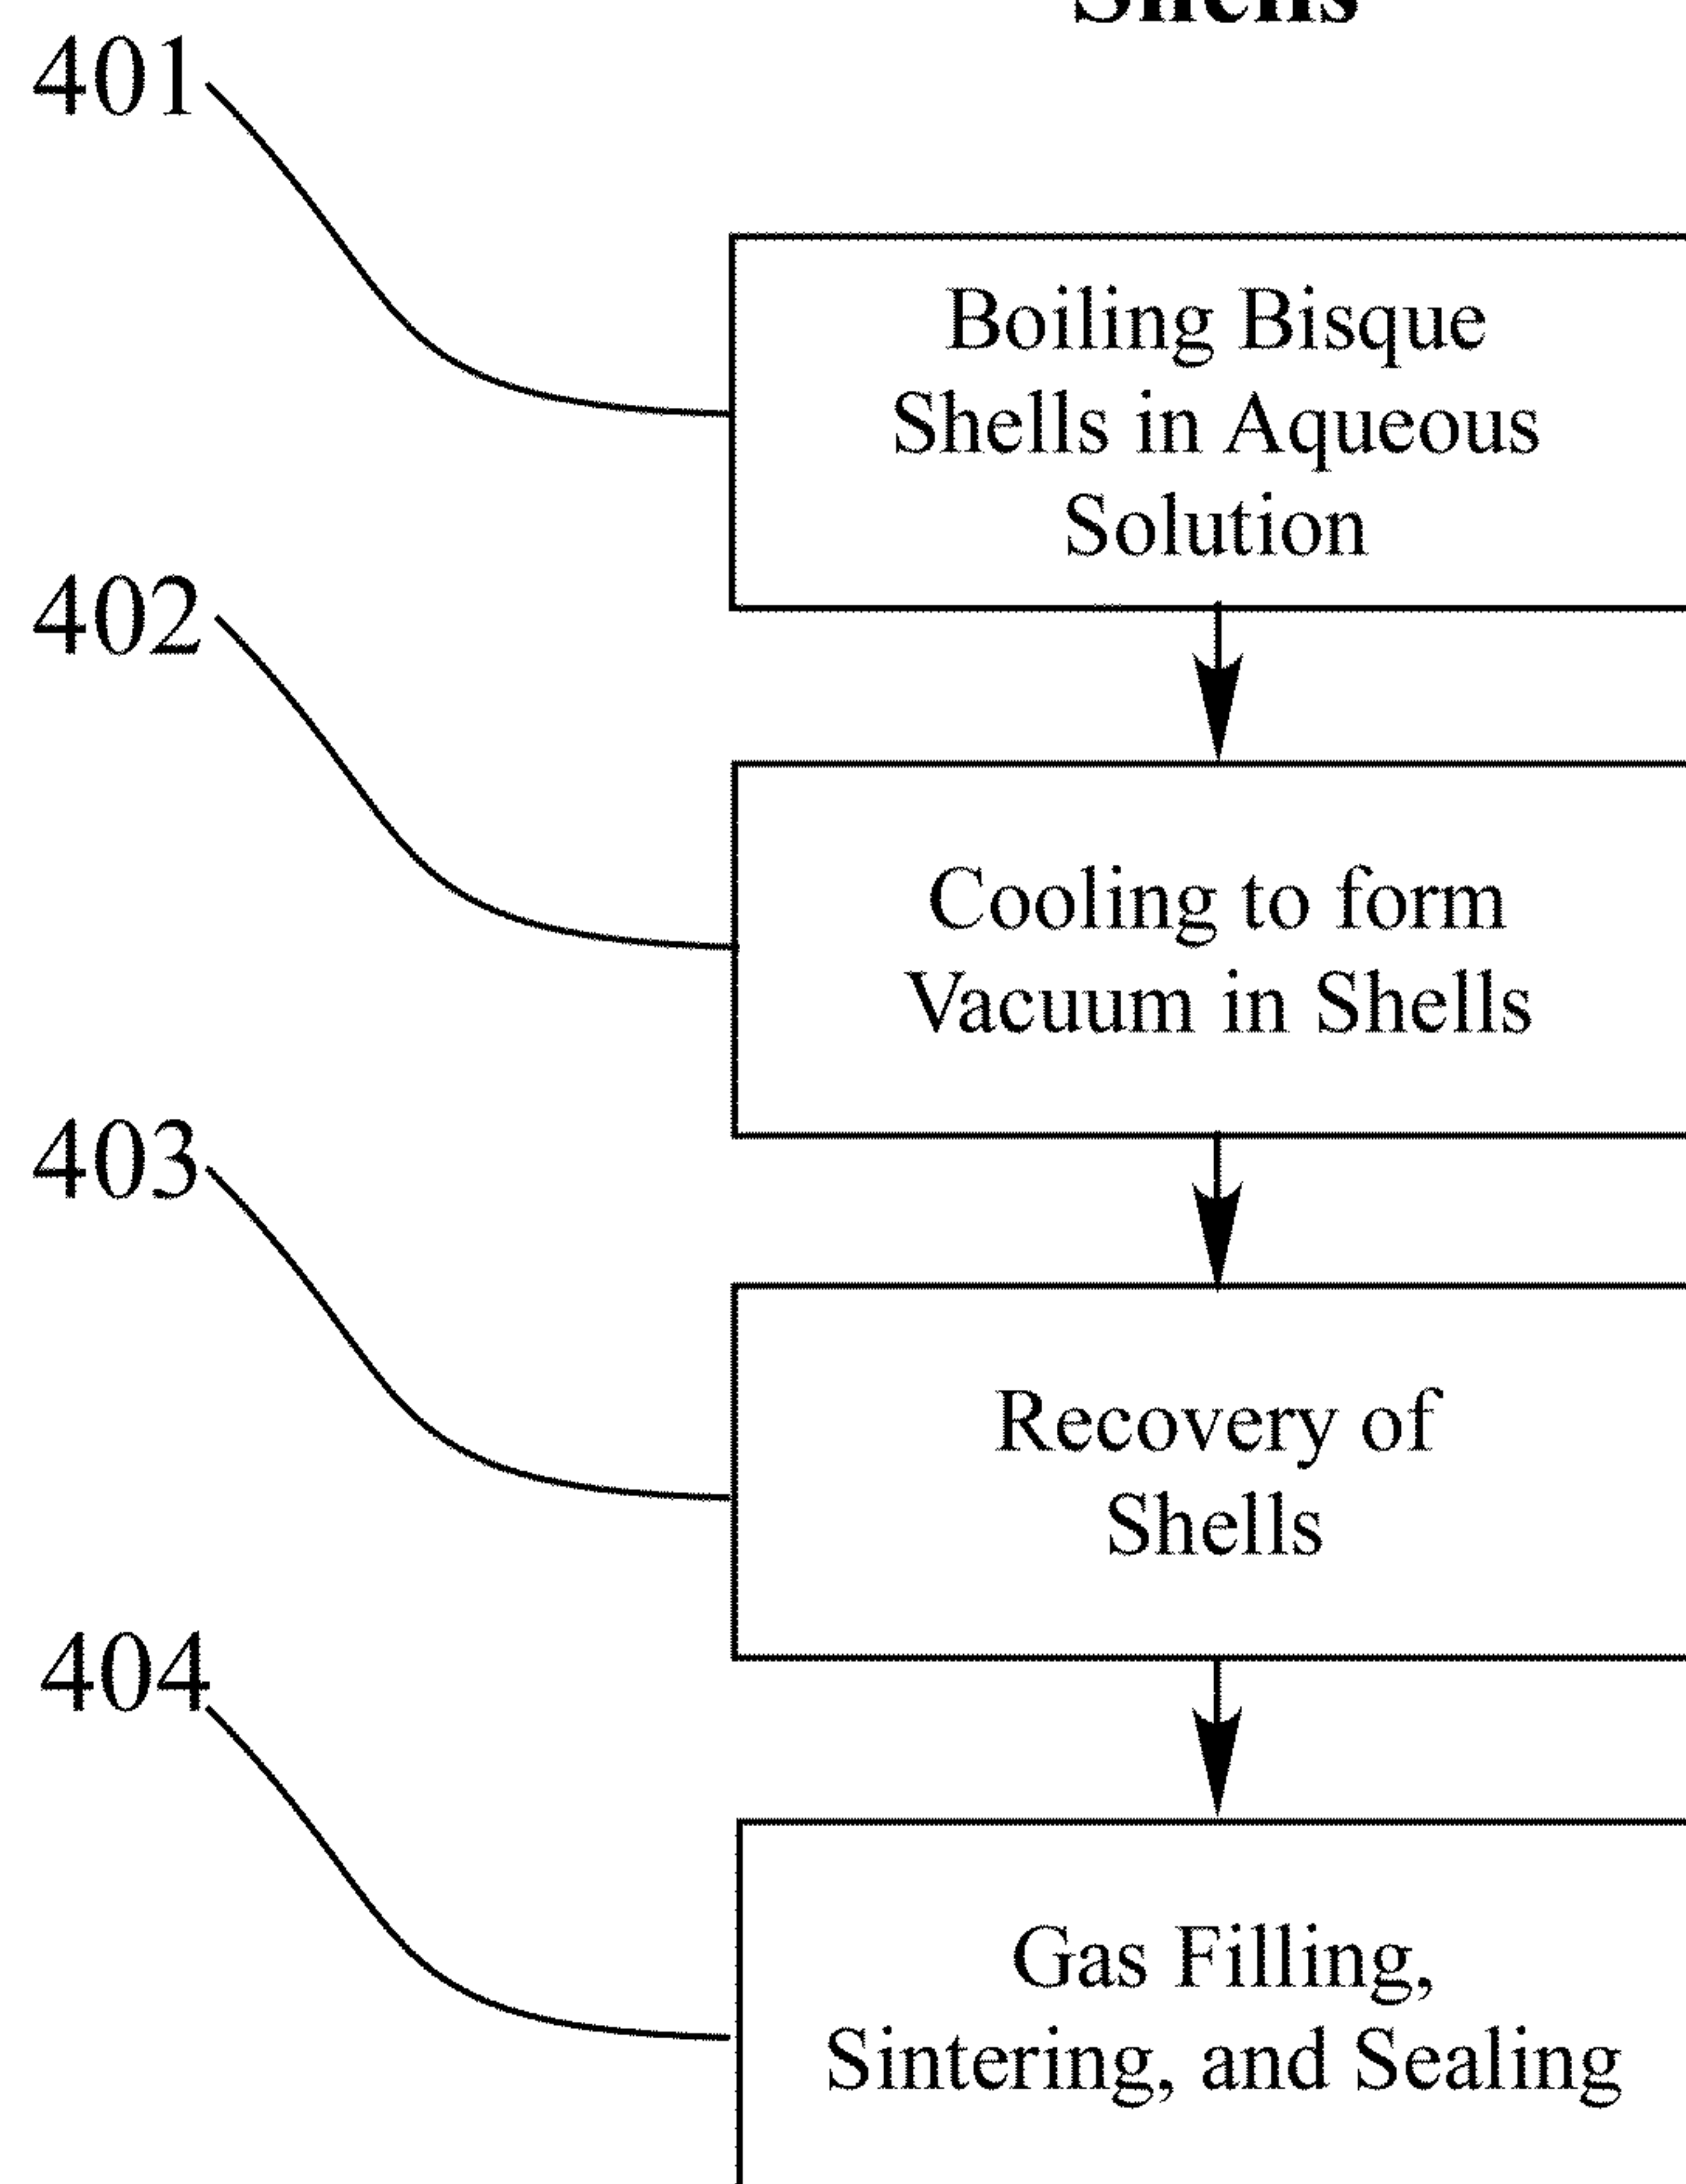 Shells
401
Boiling Bisque
Shells in Aqueous
Solution
402
Cooling to form
Vacuum in Shells
403
Recovery of
Shells
404
Gas Filling,
Sintering, and Sealing